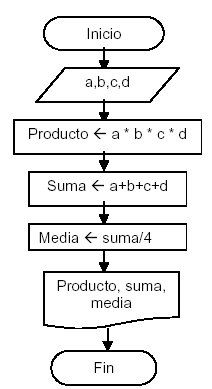 Inicio
a,b,c,d
Producto ← a * b * c * d
Suma ← a+b+c+d
Media ← suma/4
Producto, suma,
media
Fin